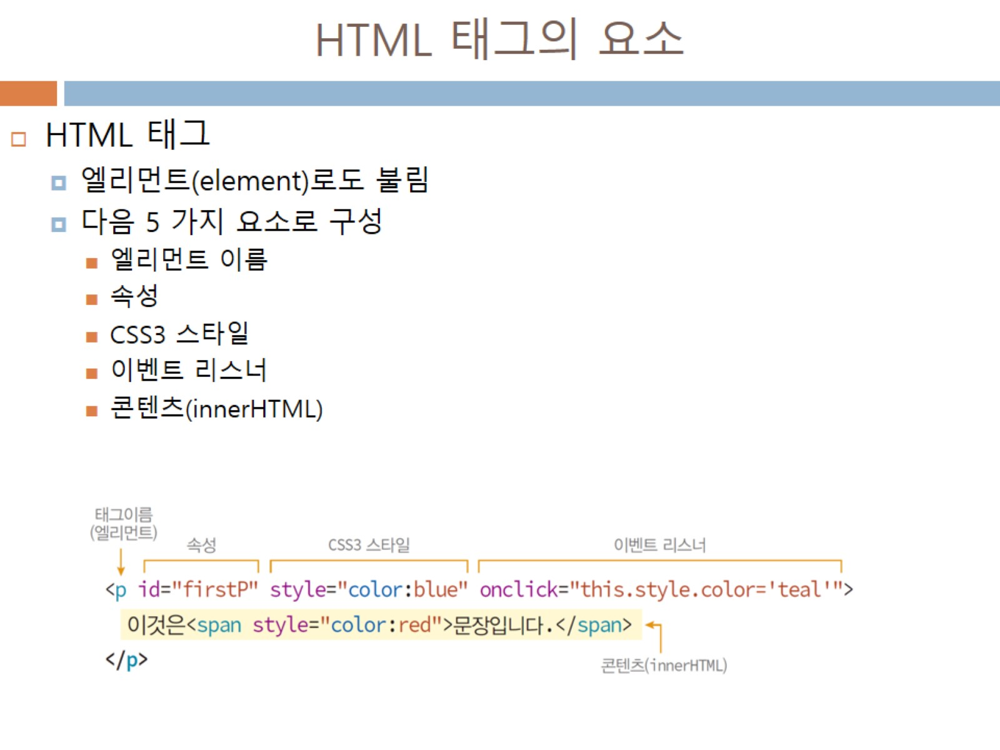 HTML 태그의 요소
HTML 태그
엘리먼트(element)로도 불림
다음 5 가지 요소로 구성
엘리먼트 이름
속성
CSS3 스타일
이벤트 리스너
콘텐츠(innerHTML)
태그이름
(엘리먼트)
속성
CSS3 스타일
이벤트 리스너
<p id="firstP" style="color:blue" onclick="this.style.color='teal'">
이것은<span style="color:red">문장입니다.</span>
</p>
콘텐츠(innerHTML)